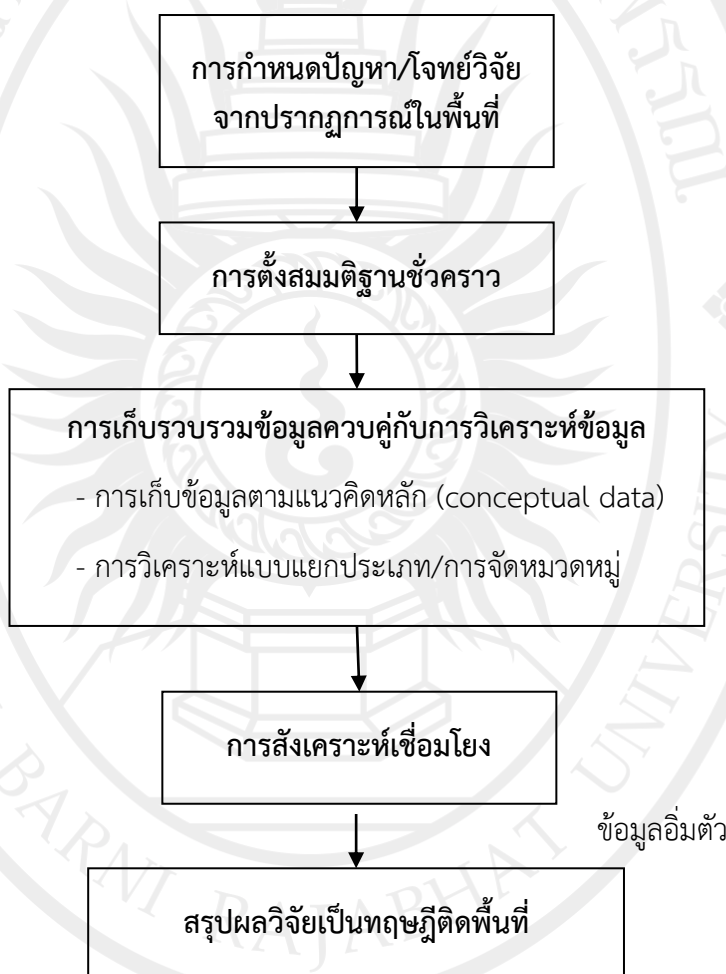 การกำหนดปัญหา/โจทย์วิจัย
จากปรากฏการณ์ในพื้นที่
การตั้งสมมติฐานชั่วคราว
การเก็บรวบรวมข้อมูลควบคู่กับการวิเคราะห์ข้อมูล
- การเก็บข้อมูลตามแนวคิดหลัก (conceptual data)
- การวิเคราะห์แบบแยกประเภท/การจัดหมวดหมู่
การสังเคราะห์เชื่อมโยง
ข้อมูลอิ่มตัว
สรุปผลวิจัยเป็นทฤษฎีติดพื้นที่
BARNI RAJABHAT UNIVERSITY